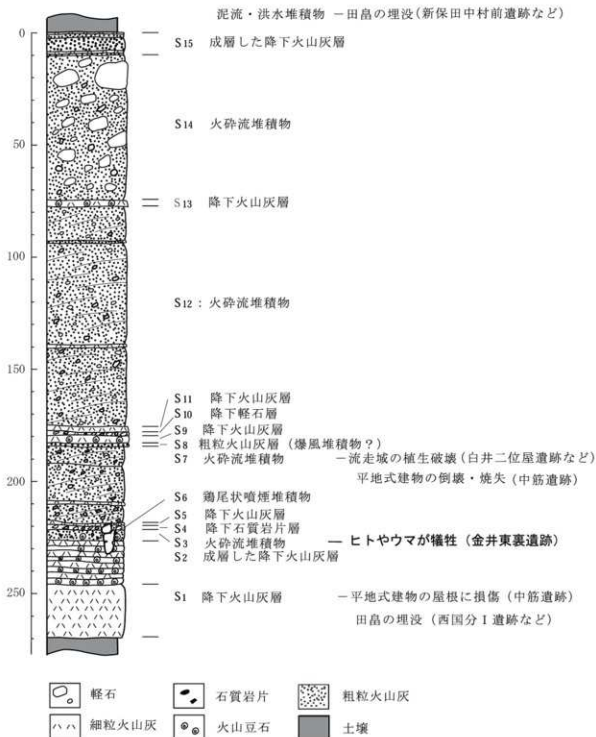 泥流・洪水堆積物 －田畠の埋没(新保田中村前遺跡など)
0
S15 成層した降下火山灰層
S14 火砕流堆積物
50
S13 降下火山灰層
100
S12：火砕流堆積物
150
S11 降下火山灰層
S10 降下軽石層
S9 降下火山灰層
S8 粗粒火山灰層（爆風堆積物？）
S7 火砕流堆積物 －流走域の植生破壊(白井二位屋遺跡など)
平地式建物の倒壊・焼失(中筋遺跡)
200
S6 鶏尾状噴煙堆積物
S5 降下火山灰層
S4 降下石質岩片層
S3 火砕流堆積物 － ヒトやウマが犠牲（金井東裏遺跡）
S2 成層した降下火山灰層
250
S1 降下火山灰層 －平地式建物の屋根に損傷(中筋遺跡)
田畠の埋没（西国分Ⅰ遺跡など）
軽石 石質岩片 粗粒火山灰
細粒火山灰 火山豆石 土壌